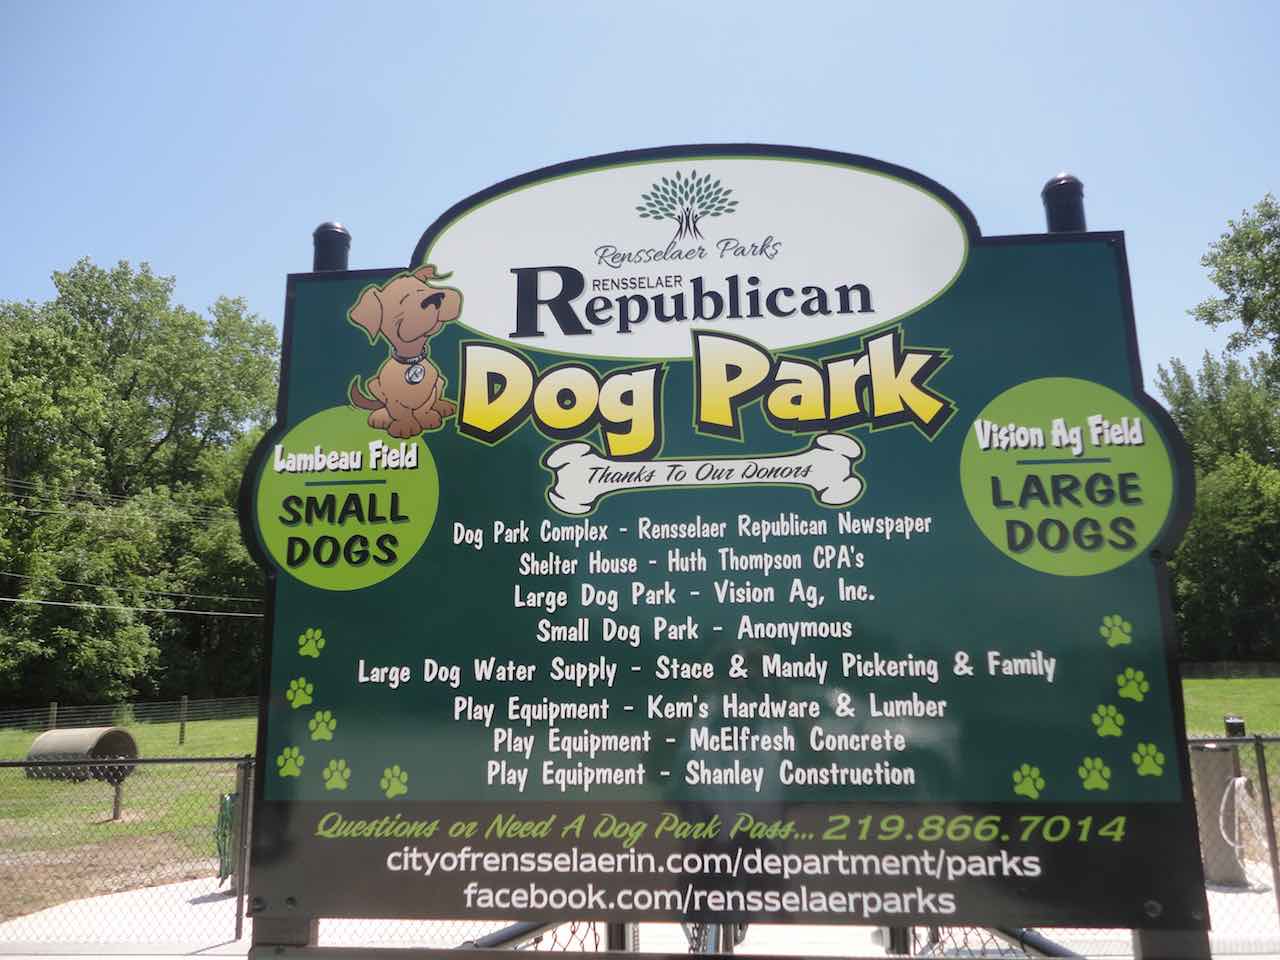 Rensselaer Parks
RENSSELAER
Republican
Dog Park
Thanks To Our Donors
Lambeau Field
SMALL
DOGS
Vision Ag Field
LARGE
DOGS
Dog Park Complex - Rensselaer Republican Newspaper
Shelter House - Huth Thompson CPA's
Large Dog Park - Vision Ag, Inc.
Small Dog Park - Anonymous
Large Dog Water Supply - Stace & Mandy Pickering & Family
Play Equipment - Kem's Hardware & Lumber
Play Equipment - McElfresh Concrete
Play Equipment - Shanley Construction
Questions or Need A Dog Park Pass... 219.866.7014
cityofrensselaerin.com/department/parks
facebook.com/rensselaerparks